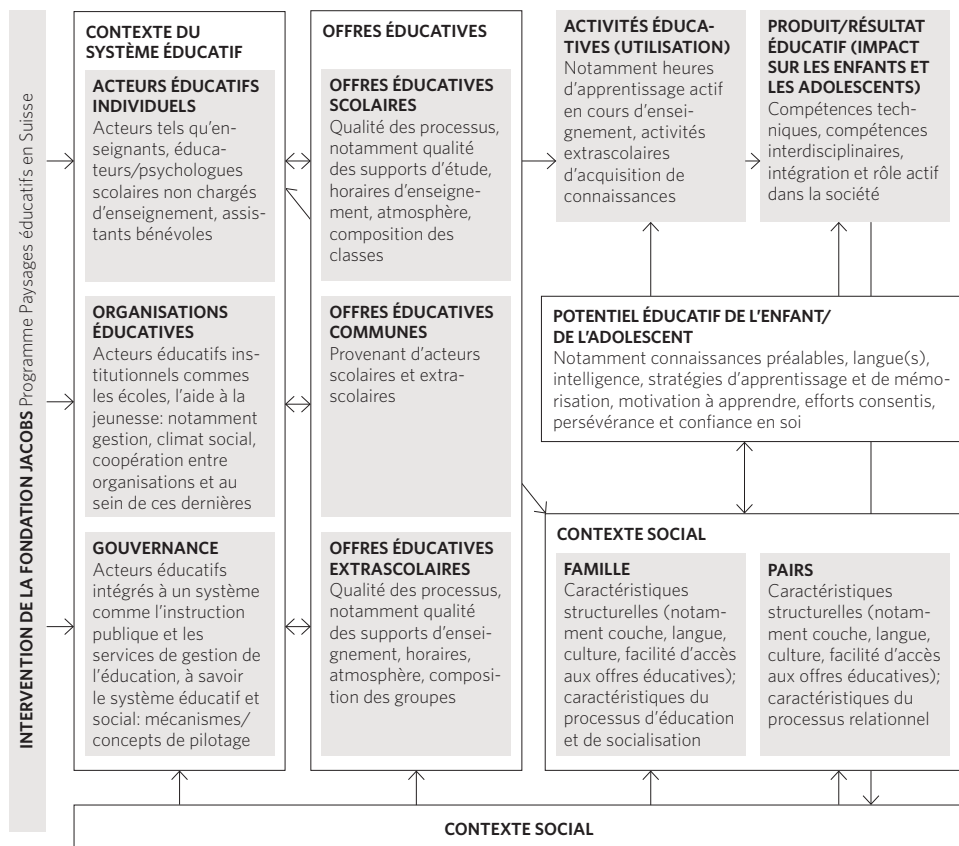 INTERVENTION DE LA FONDATION JACOBS Programme Paysages éducatifs en Suisse
CONTEXTE DU
SYSTÈME ÉDUCATIF
ACTEURS ÉDUCATIFS
INDIVIDUELS
Acteurs tels qu’en-
seignants, éduca-
teurs/psychologues
scolaires non chargés
d’enseignement, assis-
tants bénévoles
ORGANISATIONS
ÉDUCATIVES
Acteurs éducatifs ins-
titutionnels commes
les écoles, l’aide à la
jeunesse: notamment
gestion, climat social,
coopération entre
organisations et au
sein de ces dernières
GOUVERNANCE
Acteurs éducatifs
intégrés à un système
comme l’instruction
publique et les
services de gestion de
l’éducation, à savoir
le système éducatif et
social: mécanismes/
concepts de pilotage
OFFRES ÉDUCATIVES
OFFRES ÉDUCATIVES
SCOLAIRES
Qualité des processus,
notamment qualité
des supports d’étude,
horaires d’enseigne-
ment, atmosphère,
composition des
classes
OFFRES ÉDUCATIVES
COMMUNES
Provenant d’acteurs
scolaires et extra-
scolaires
OFFRES ÉDUCATIVES
EXTRASCOLAIRES
Qualité des processus,
notamment qualité
des supports d’ensei-
gnement, horaires,
atmosphère, composi-
tion des groupes
ACTIVITÉS ÉDUCA-
TIVES (UTILISATION)
Notamment heures
d’apprentissage actif
en cours d’ensei-
gnement, activités
extrascolaires
d’acquisition de
connaissances
PRODUIT/RÉSULTAT
ÉDUCATIF (IMPACT
SUR LES ENFANTS ET
LES ADOLESCENTS)
Compétences tech-
niques, compétences
interdisciplinaires,
intégration et rôle actif
dans la société
POTENTIEL ÉDUCATIF DE L’ENFANT/
DE L’ADOLESCENT
Notamment connaissances préalables, langue(s),
intelligence, stratégies d’apprentissage et de mémo-
risation, motivation à apprendre, efforts consentis,
persévérance et confiance en soi
CONTEXTE SOCIAL
FAMILLE
Caractéristiques
structurelles (notam-
ment couche, langue,
culture, facilité d’accès
aux offres éducatives);
caractéristiques du
processus d’éducation
et de socialisation
PAIRS
Caractéristiques
structurelles (notam-
ment couche, langue,
culture, facilité d’accès
aux offres éducatives);
caractéristiques du
processus relationnel
CONTEXTE SOCIAL